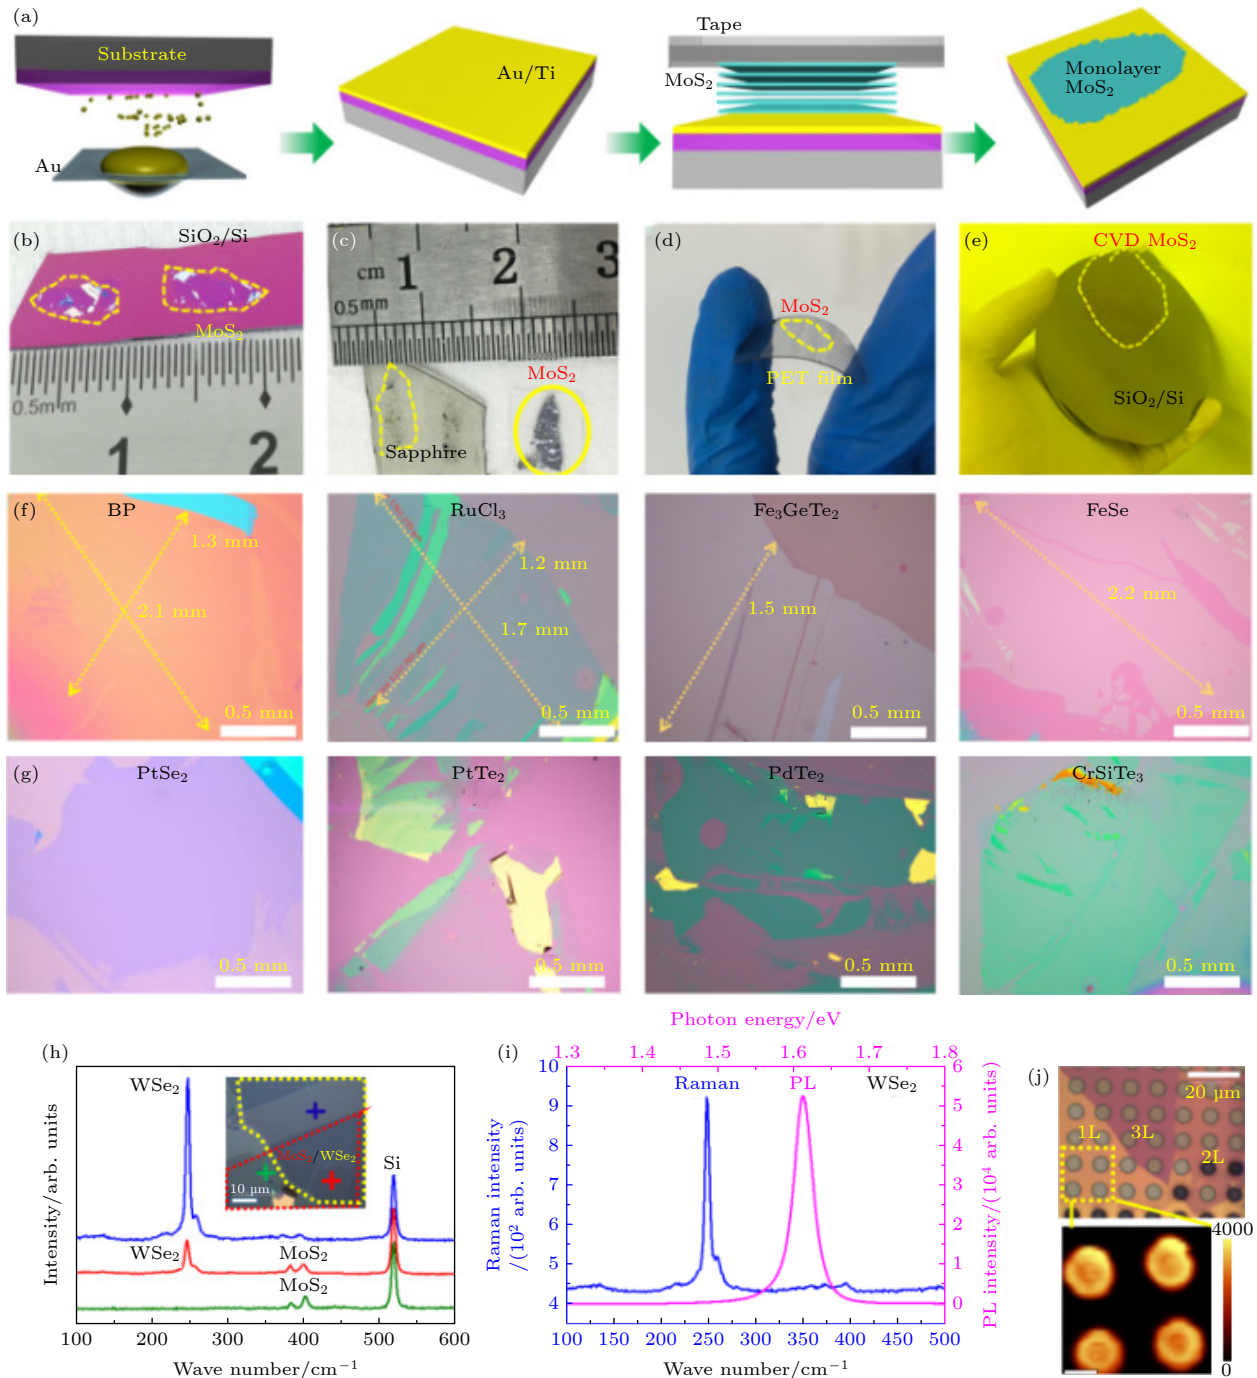 (a)
Substrate
Au
Au/Ti
Tape
MoS₂
Monolayer
MoS₂
(b)
SiO₂/Si
MoS₂
0.5mm
1
2
(c)
cm
1
2
3
0.5mm
MoS₂
Sapphire
(d)
MoS₂
PET film
(e)
CVD MoS₂
SiO₂/Si
(f)
BP
1.3 mm
2.1 mm
0.5 mm
RuCl₃
1.2 mm
1.7 mm
0.5 mm
Fe₃GeTe₂
1.5 mm
0.5 mm
FeSe
2.2 mm
0.5 mm
(g)
PtSe₂
0.5 mm
PtTe₂
0.5 mm
PdTe₂
0.5 mm
CrSiTe₃
0.5 mm
(h)
Intensity/arb. units
WSe₂
MoS₂/WSe₂
10 μm
Si
WSe₂
MoS₂
MoS₂
100 200 300 400 500 600
Wave number/cm⁻¹
(i)
Photon energy/eV
1.3 1.4 1.5 1.6 1.7 1.8
Raman intensity
/(10² arb. units)
10
9
8
7
6
5
4
Raman
PL
WSe₂
6
5
4
3
2
1
0
PL intensity/(10⁴ arb. units)
100 150 200 250 300 350 400 450 500
Wave number/cm⁻¹
(j)
20 μm
1L
3L
2L
4000
0